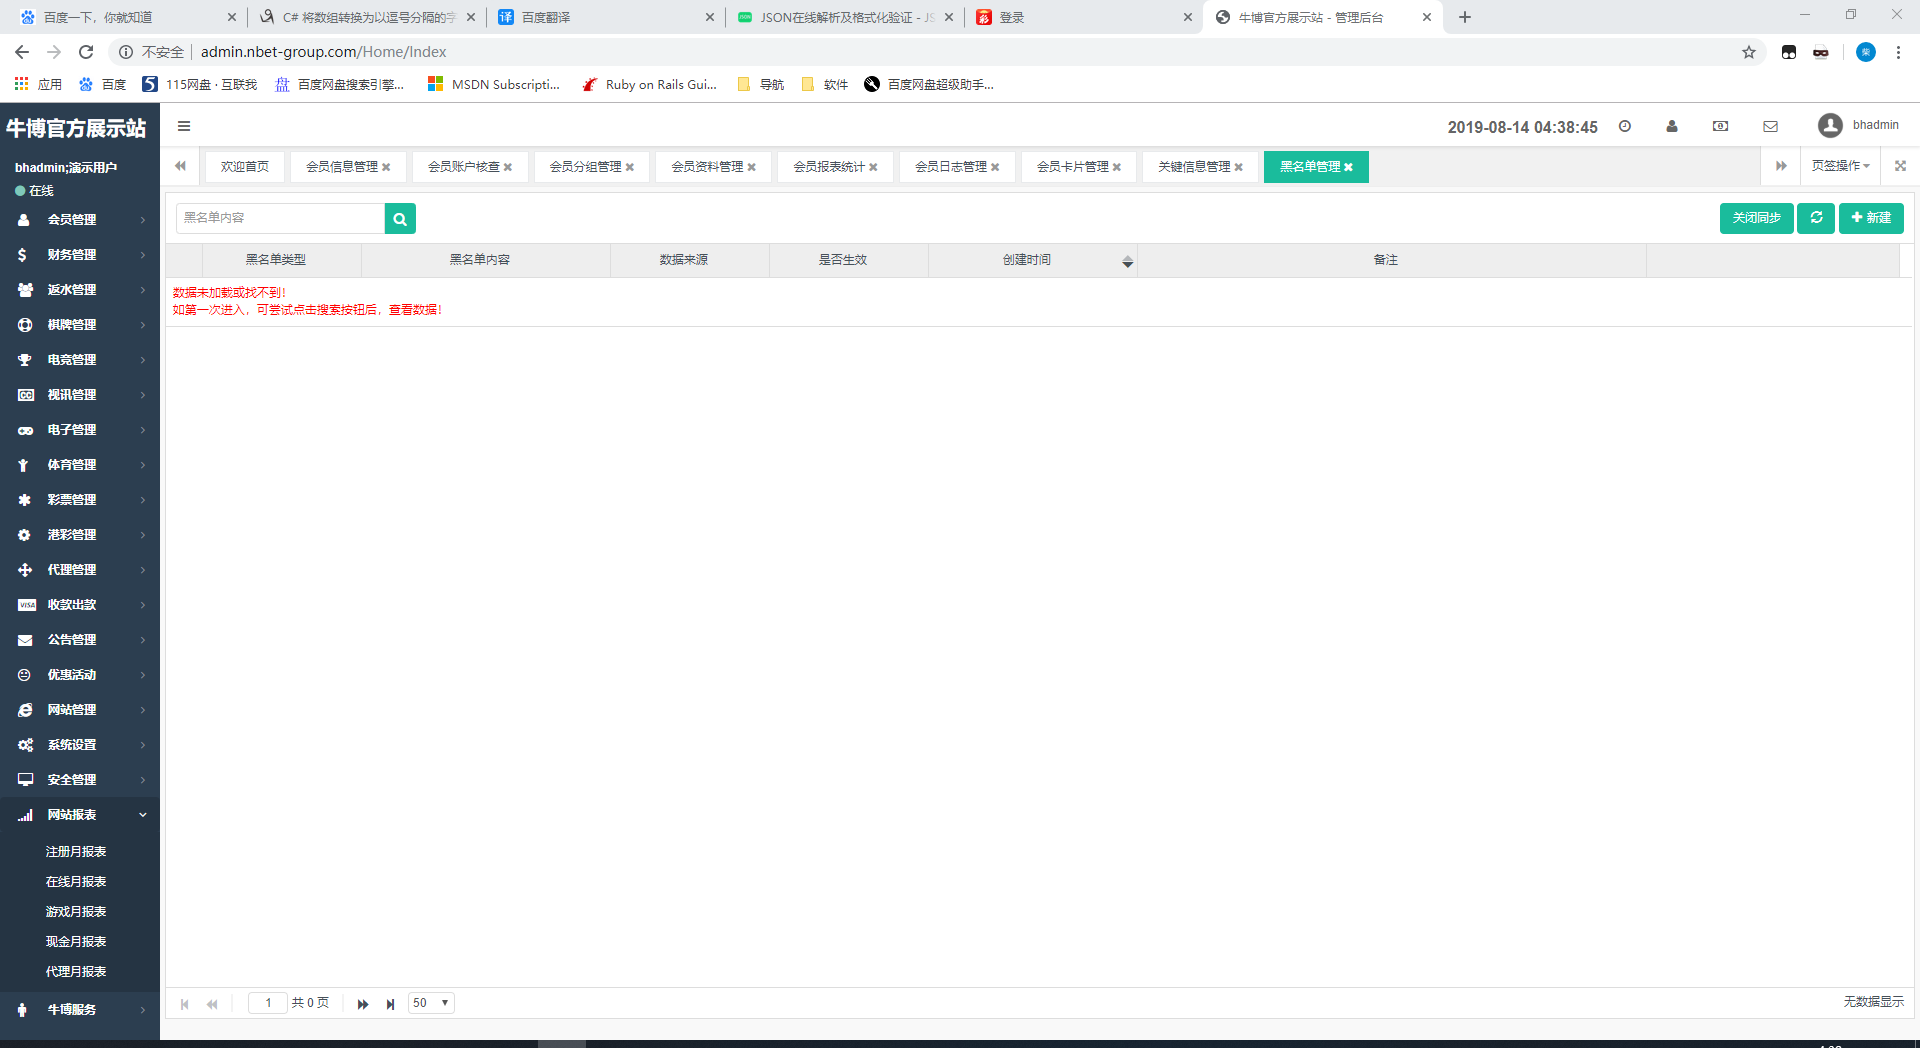 百度一下，你就知道
C# 将数组转换为以逗号分隔的字
百度翻译
JSON在线解析及格式化验证 - JS
登录
牛博官方展示站 - 管理后台
不安全 admin.nbet-group.com/Home/Index
应用
百度
115网盘 · 互联我
百度网盘搜索引擎...
MSDN Subscripti...
Ruby on Rails Gui...
导航
软件
百度网盘超级助手...
牛博官方展示站
2019-08-14 04:38:45
bhadmin
bhadmin;演示用户
在线
欢迎首页
会员信息管理
会员账户核查
会员分组管理
会员资料管理
会员报表统计
会员日志管理
会员卡片管理
关键信息管理
黑名单管理
页签操作
黑名单内容
关闭同步
新建
黑名单类型
黑名单内容
数据来源
是否生效
创建时间
备注
数据未加载或找不到！
如第一次进入，可尝试点击搜索按钮后，查看数据！
会员管理
财务管理
返水管理
棋牌管理
电竞管理
视讯管理
电子管理
体育管理
彩票管理
港彩管理
代理管理
收款出款
公告管理
优惠活动
网站管理
系统设置
安全管理
网站报表
注册月报表
在线月报表
游戏月报表
现金月报表
代理月报表
牛博服务
1 共 0 页 50
无数据显示